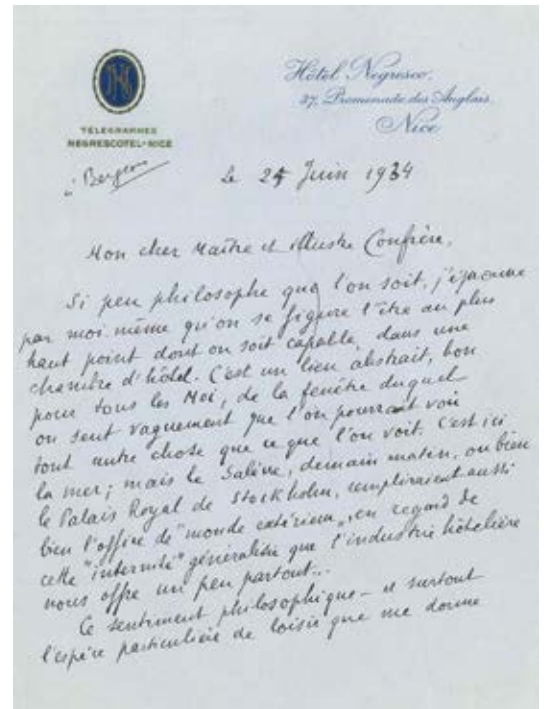 Hôtel Negresco.
37, Promenade des Anglais.
Nice
TÉLÉGRAMMES
NEGRESCOTEL-NICE
le 24 Juin 1934
Mon cher Maître et illustre Confrère,
Si peu philosophe que l'on soit, j'éprouve
par moi-même qu'on se figure l'être au plus
haut point dont on soit capable, dans une
chambre d'hôtel. C'est un lieu abstrait, bon
pour tous les Moi, de la fenêtre duquel
on sent vaguement que l'on pourrait voir
tout autre chose que ce que l'on voit. C'est ici
la mer; mais le Salève, demain matin, ou bien
le Palais Royal de Stockholm, rempliraient aussi
bien l'office de "monde extérieur", en regard de
cette "internité" généralisée que l'industrie hôtelière
nous offre un peu partout...
Ce sentiment philosophique - et surtout
l'espèce particulière de loisir que me donne